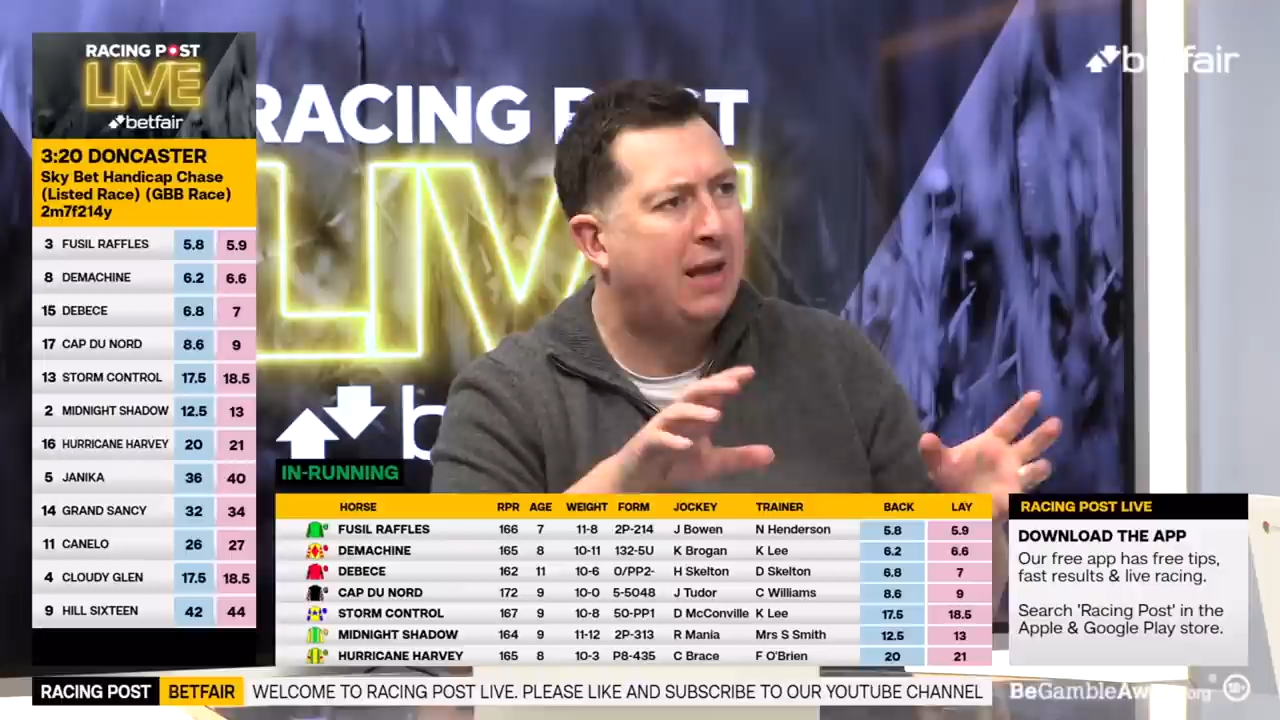 RACING POST
LIVE
betfair
3:20 DONCASTER
Sky Bet Handicap Chase
(Listed Race) (GBB Race)
2m7f214y
3 FUSIL RAFFLES 5.8 5.9
8 DEMACHINE 6.2 6.6
15 DEBECE 6.8 7
17 CAP DU NORD 8.6 9
13 STORM CONTROL 17.5 18.5
2 MIDNIGHT SHADOW 12.5 13
16 HURRICANE HARVEY 20 21
5 JANIKA 36 40
14 GRAND SANCY 32 34
11 CANELO 26 27
4 CLOUDY GLEN 17.5 18.5
9 HILL SIXTEEN 42 44
RACING
LIVE
betfair
IN-RUNNING
HORSE RPR AGE WEIGHT FORM JOCKEY TRAINER BACK LAY
FUSIL RAFFLES 166 7 11-8 2P-214 J Bowen N Henderson 5.8 5.9
DEMACHINE 165 8 10-11 132-5U K Brogan K Lee 6.2 6.6
DEBECE 162 11 10-6 0/PP2- H Skelton D Skelton 6.8 7
CAP DU NORD 172 9 10-0 5-5048 J Tudor C Williams 8.6 9
STORM CONTROL 167 9 10-8 50-PP1 D McConville K Lee 17.5 18.5
MIDNIGHT SHADOW 164 9 11-12 2P-313 R Mania Mrs S Smith 12.5 13
HURRICANE HARVEY 165 8 10-3 P8-435 C Brace F O'Brien 20 21
RACING POST LIVE
DOWNLOAD THE APP
Our free app has free tips,
fast results & live racing.
Search 'Racing Post' in the
Apple & Google Play store.
RACING POST BETFAIR WELCOME TO RACING POST LIVE. PLEASE LIKE AND SUBSCRIBE TO OUR YOUTUBE CHANNEL
BeGambleAware.org 18+